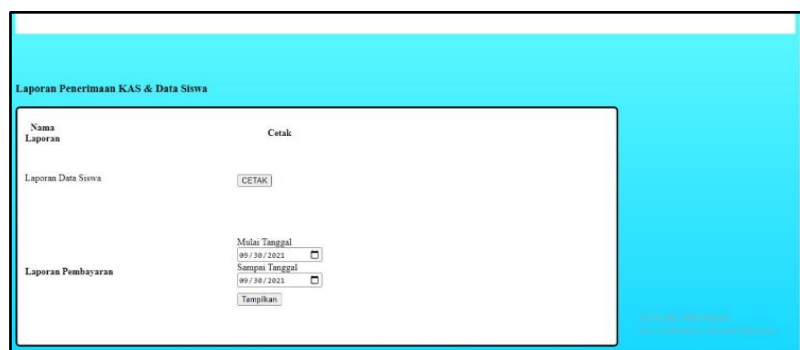 Laporan Penerimaan KAS & Data Siswa
Nama
Laporan
Cetak
Laporan Data Siswa
CETAK
Mulai Tanggal
09/30/2021
Laporan Pembayaran
Sampai Tanggal
09/30/2021
Tampilkan